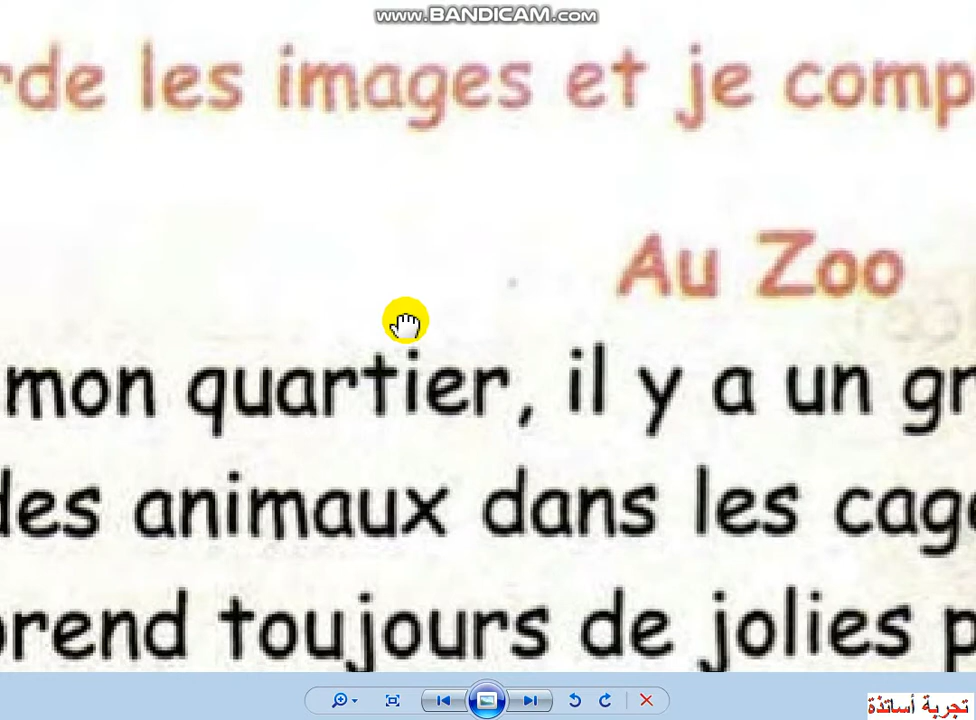 www.BANDICAM.com
rde les images et je comp
Au Zoo
mon quartier, il y a un gr
des animaux dans les cage
prend toujours de jolies p
تجربة أساتذة